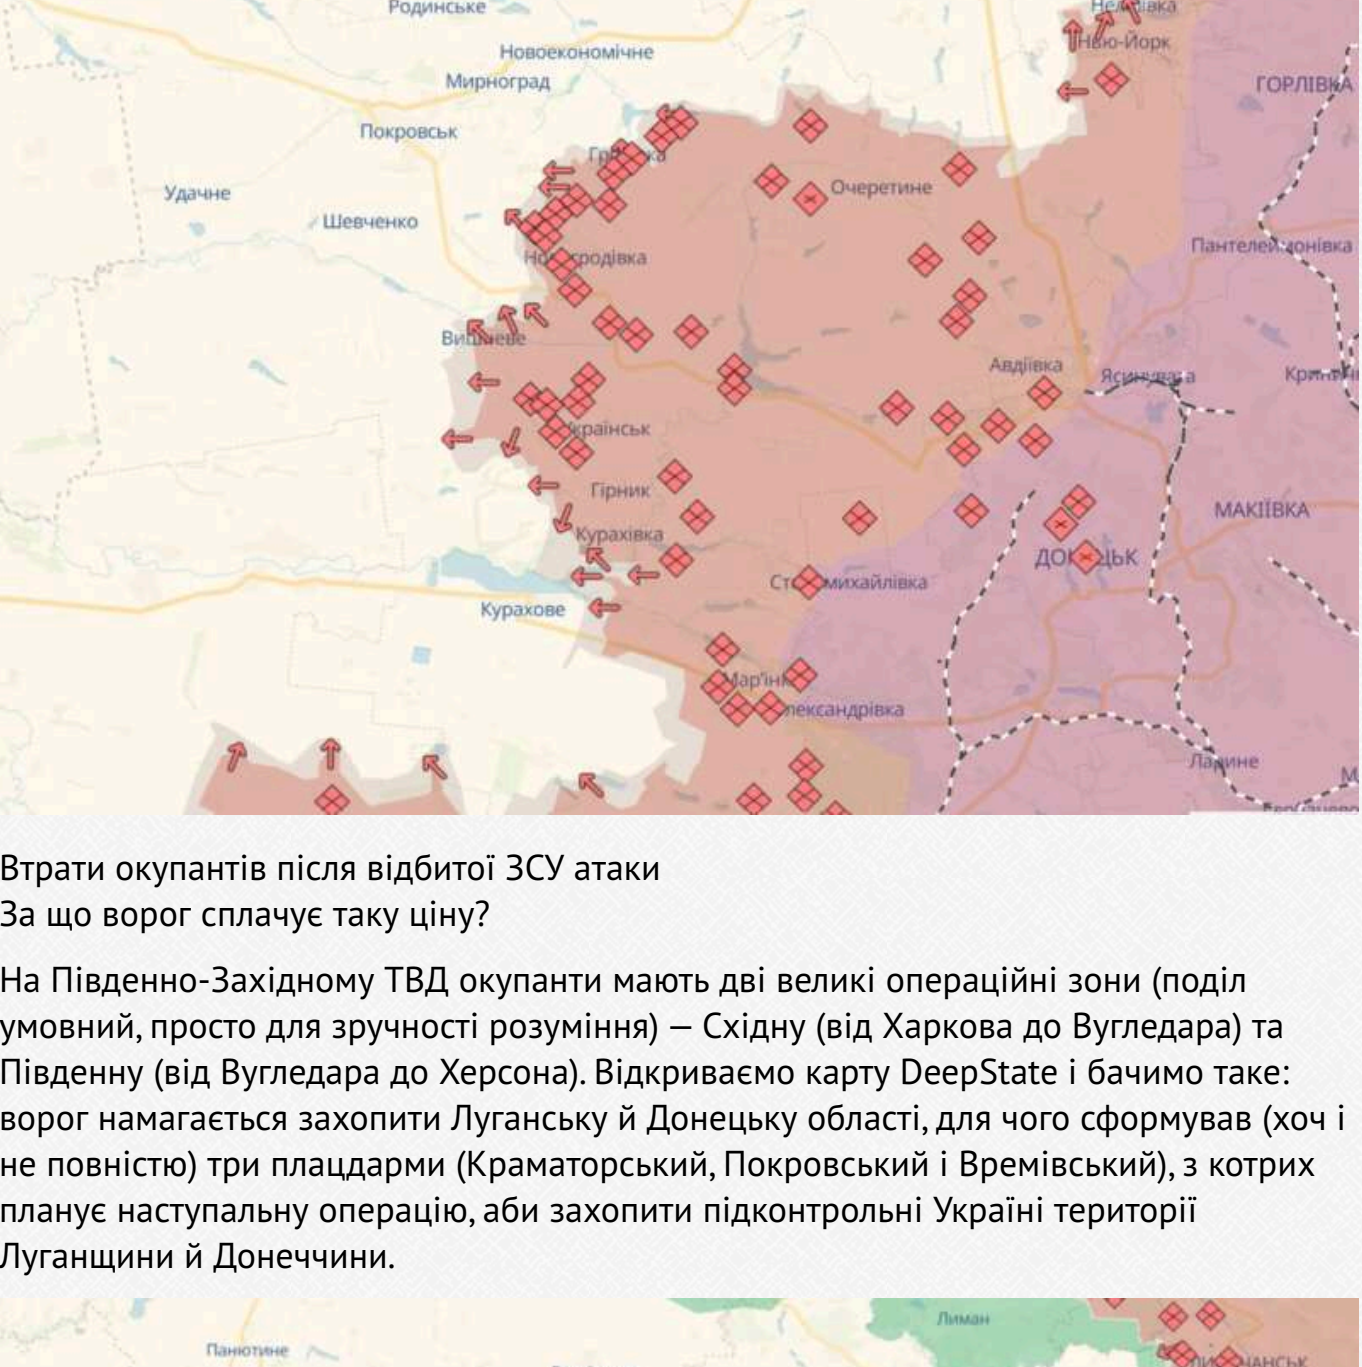 Родинське
Нью-Йорк
Новоекономічне
Мирноград
ГОРЛІВКА
Покровськ
Удачне
Очеретине
Шевченко
Пантелеймонівка
Авдіївка
Гірник
МАКІЇВКА
Курахівка
Курахове
Втрати окупантів після відбитої ЗСУ атаки
За що ворог сплачує таку ціну?
На Південно-Західному ТВД окупанти мають дві великі операційні зони (поділ
умовний, просто для зручності розуміння) — Східну (від Харкова до Вугледара) та
Південну (від Вугледара до Херсона). Відкриваємо карту DeepState і бачимо таке:
ворог намагається захопити Луганську й Донецьку області, для чого сформував (хоч і
не повністю) три плацдарми (Краматорський, Покровський і Времівський), з котрих
планує наступальну операцію, аби захопити підконтрольні Україні території
Луганщини й Донеччини.
Лиман
Панютине